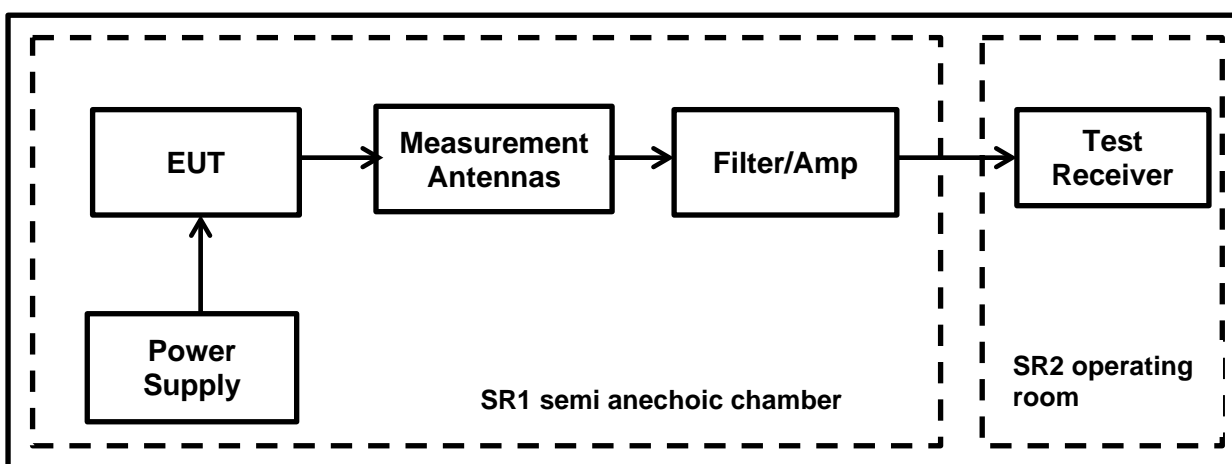 EUT
Measurement
Antennas
Filter/Amp
Test
Receiver
Power
Supply
SR1 semi anechoic chamber
SR2 operating
room